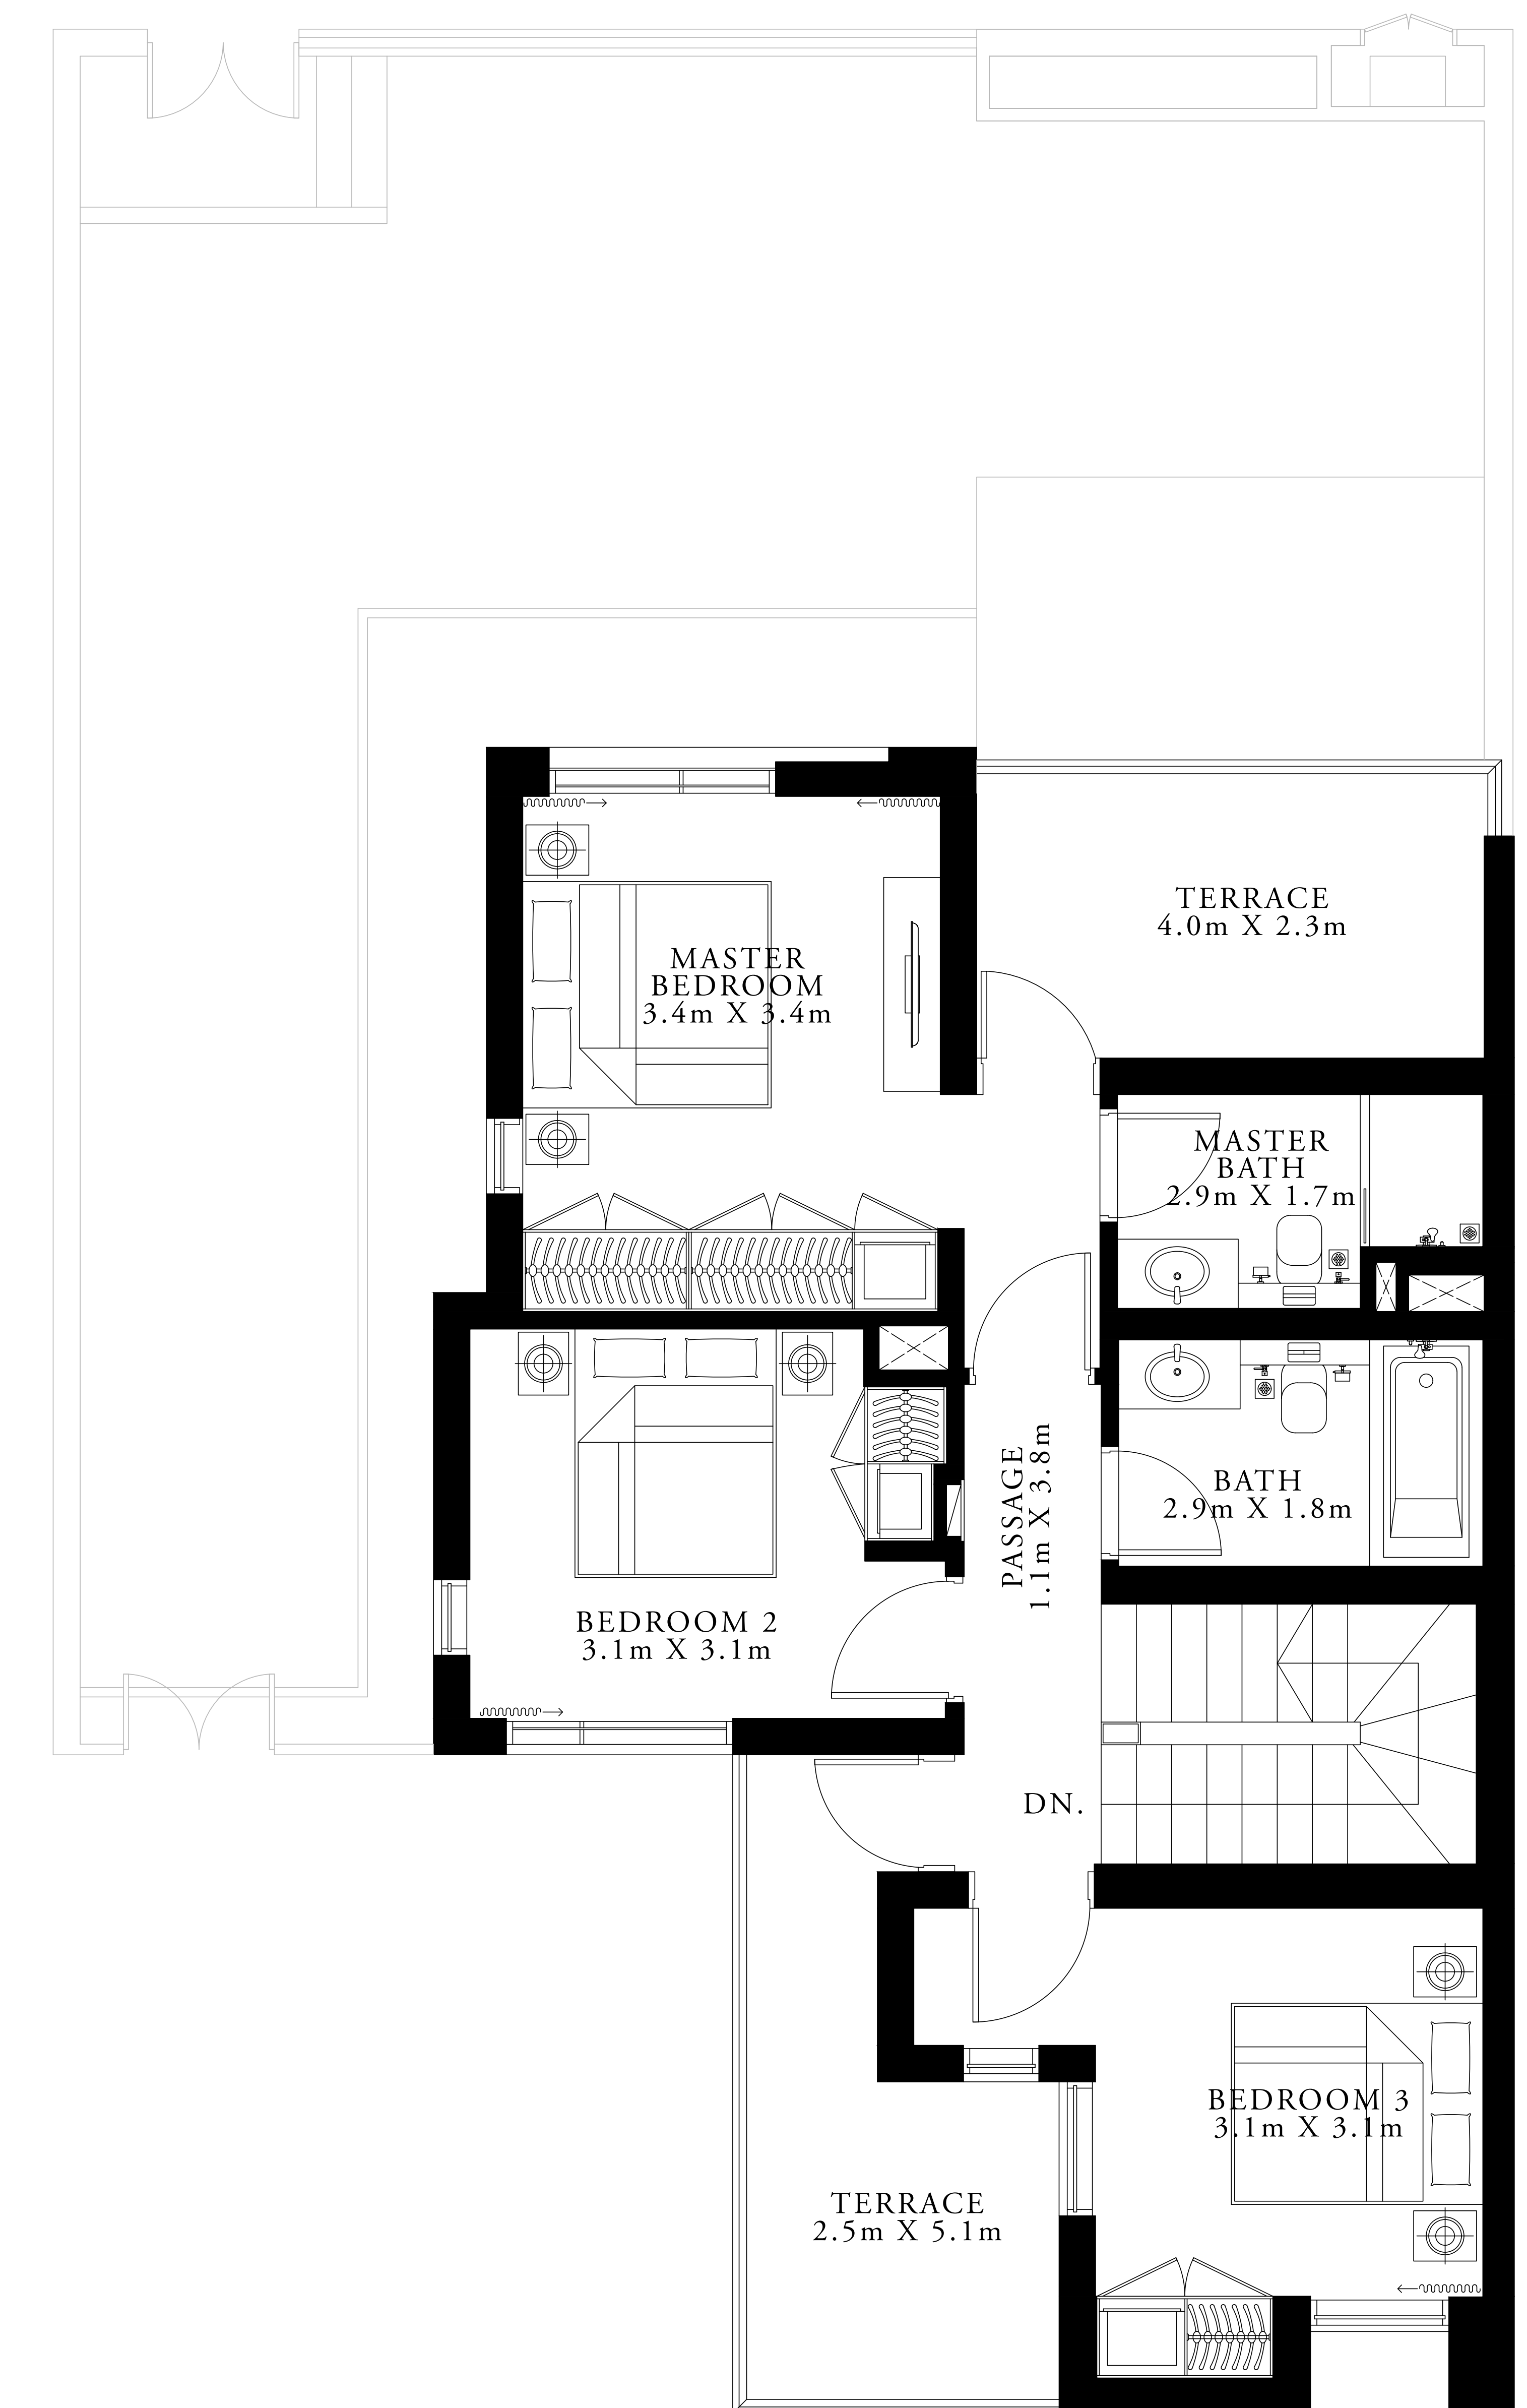 TERRACE
4.0m X 2.3m
MASTER
BEDROOM
3.4m X 3.4m
MASTER
BATH
2.9m X 1.7m
PASSAGE
1.1m X 3.8m
BATH
2.9m X 1.8m
BEDROOM 2
3.1m X 3.1m
DN.
BEDROOM 3
3.1m X 3.1m
TERRACE
2.5m X 5.1m